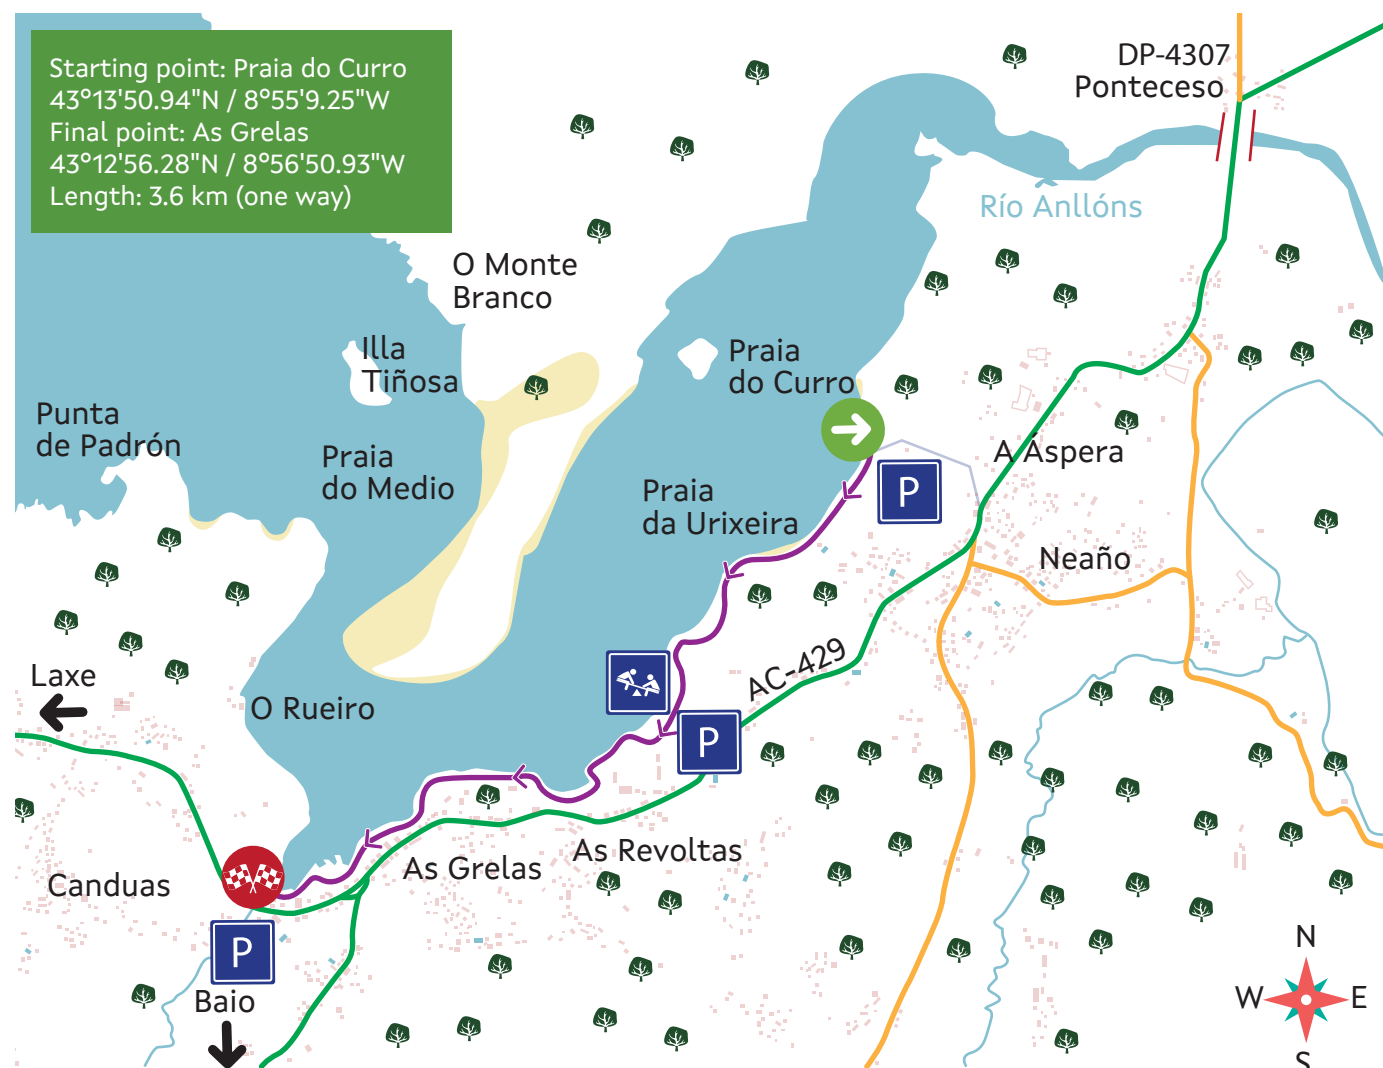 Starting point: Praia do Curro
43°13'50.94"N / 8°55'9.25"W
Final point: As Grelas
43°12'56.28"N / 8°56'50.93"W
Length: 3.6 km (one way)
DP-4307
Ponteceso
Río Anllóns
O Monte
Branco
Illa
Tiñosa
Praia
do Curro
Punta
de Padrón
Praia
do Medio
A Áspera
Praia
da Urixeira
P
Neaño
Laxe
AC-429
O Rueiro
P
As Revoltas
As Grelas
Canduas
P
Baio
N
W
E
S